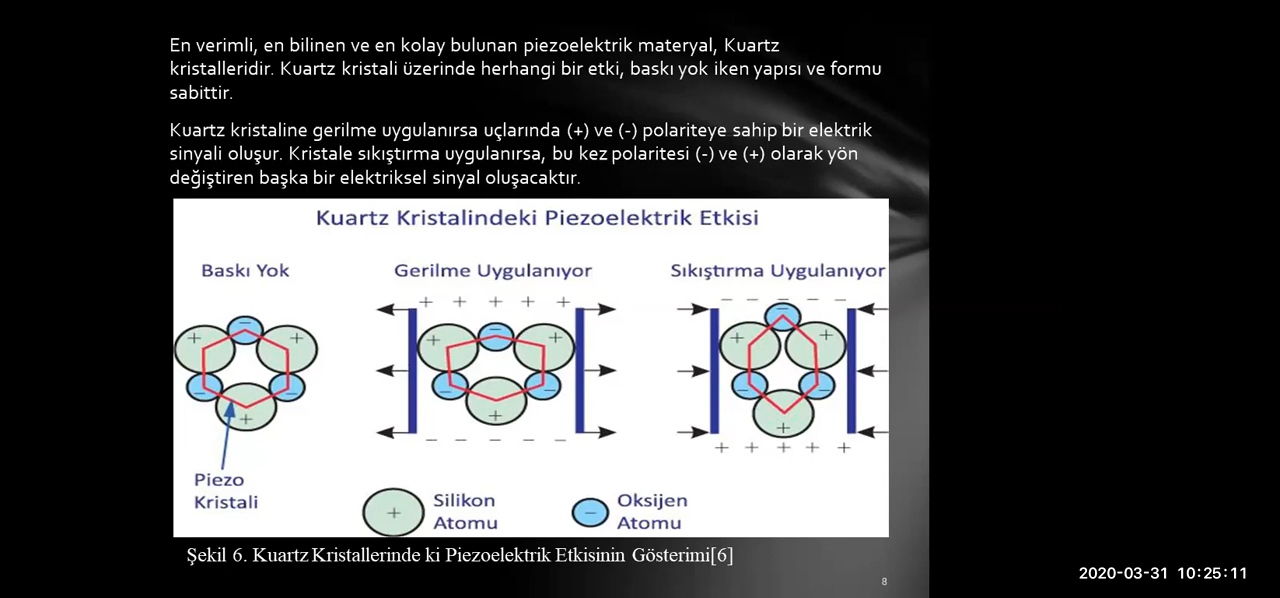 En verimli, en bilinen ve en kolay bulunan piezoelektrik materyal, Kuartz
kristalleridir. Kuartz kristali üzerinde herhangi bir etki, baskı yok iken yapısı ve formu
sabittir.
Kuartz kristaline gerilme uygulanırsa uçlarında (+) ve (-) polariteye sahip bir elektrik
sinyali oluşur. Kristale sıkıştırma uygulanırsa, bu kez polaritesi (-) ve (+) olarak yön
değiştiren başka bir elektriksel sinyal oluşacaktır.
Kuartz Kristalindeki Piezoelektrik Etkisi
Baskı Yok
Gerilme Uygulanıyor
Sıkıştırma Uygulanıyor
+ + + + +
− − − − −
+ − +
− −
+
+ − +
− −
+
− + +
− −
+
− − − − −
+ + + + +
Piezo
Kristali
+
Silikon
Atomu
−
Oksijen
Atomu
Şekil 6. Kuartz Kristallerinde ki Piezoelektrik Etkisinin Gösterimi[6]
8
2020-03-31 10:25:11